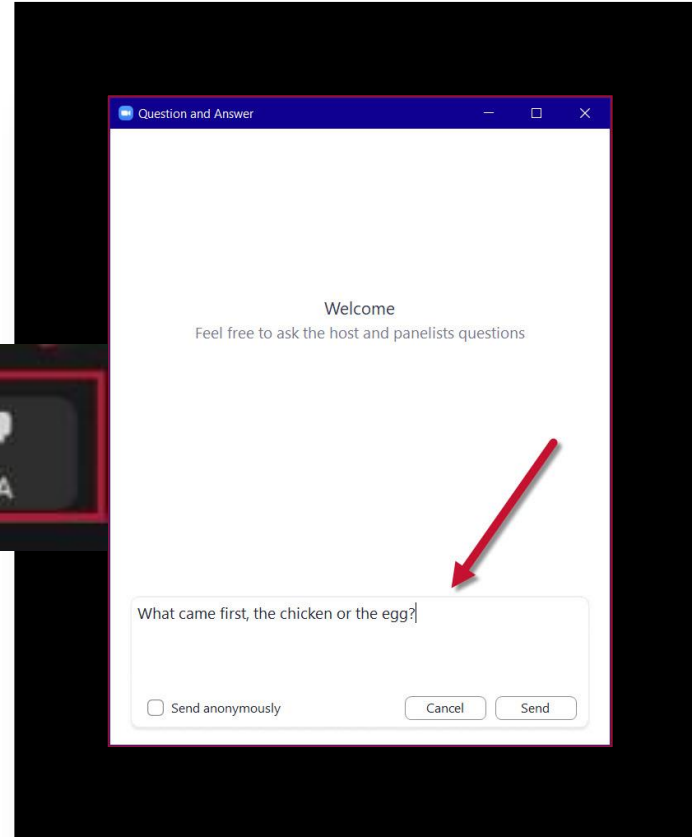 Question and Answer
Welcome
Feel free to ask the host and panelists questions
A
What came first, the chicken or the egg?
Send anonymously
Cancel
Send